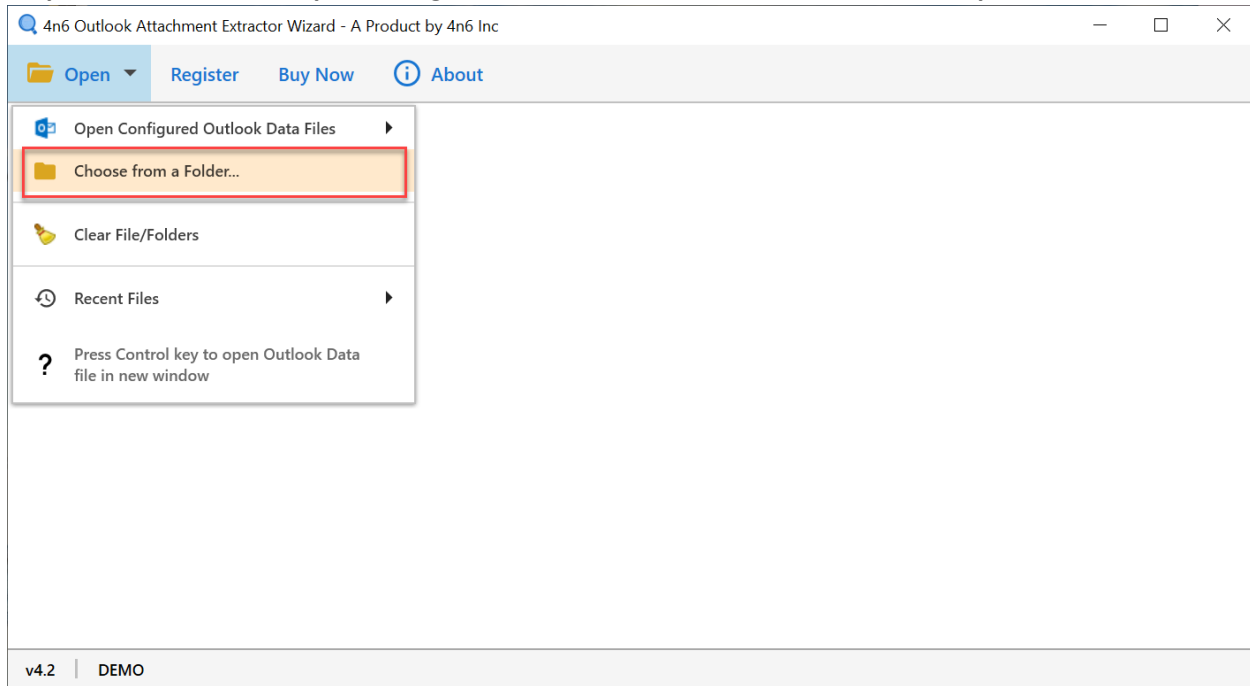 4n6 Outlook Attachment Extractor Wizard - A Product by 4n6 Inc
Open Register Buy Now About
Open Configured Outlook Data Files
Choose from a Folder...
Clear File/Folders
Recent Files
Press Control key to open Outlook Data
file in new window
v4.2 DEMO